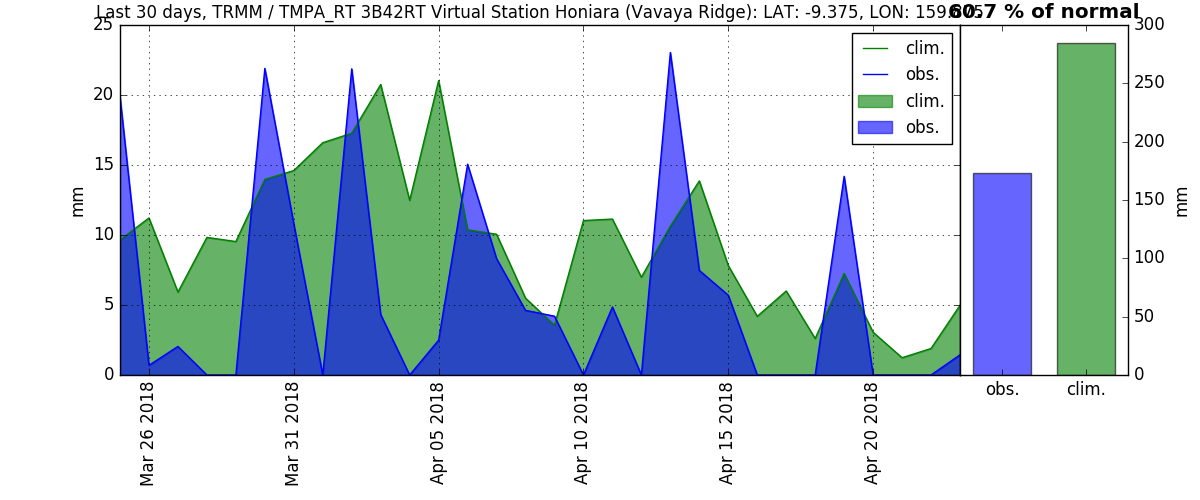 Last 30 days, TRMM / TMPA_RT 3B42RT Virtual Station Honiara (Vavaya Ridge): LAT: -9.375, LON:
60.7 % of normal
25
20
15
10
5
0
mm
clim.
obs.
clim.
obs.
Mar 26 2018
Mar 31 2018
Apr 05 2018
Apr 10 2018
Apr 15 2018
Apr 20 2018
300
250
200
150
100
50
0
mm
obs.
clim.